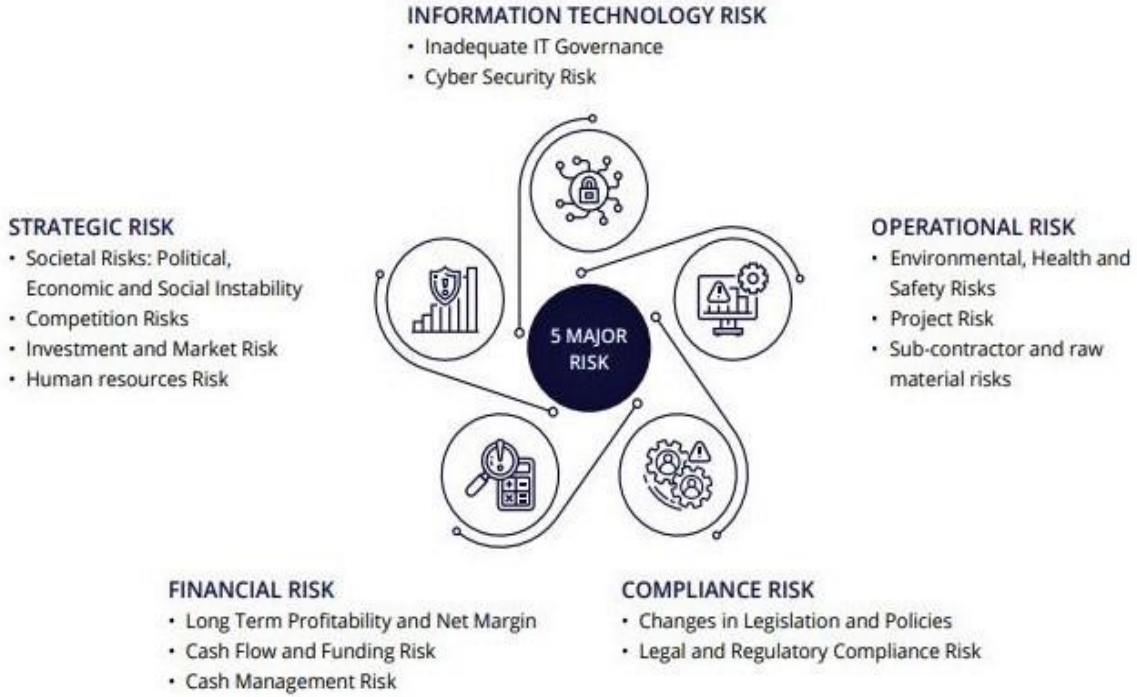 INFORMATION TECHNOLOGY RISK
• Inadequate IT Governance
• Cyber Security Risk
STRATEGIC RISK
• Societal Risks: Political,
Economic and Social Instability
• Competition Risks
• Investment and Market Risk
• Human resources Risk
5 MAJOR
RISK
OPERATIONAL RISK
• Environmental, Health and
Safety Risks
• Project Risk
• Sub-contractor and raw
material risks
FINANCIAL RISK
• Long Term Profitability and Net Margin
• Cash Flow and Funding Risk
• Cash Management Risk
COMPLIANCE RISK
• Changes in Legislation and Policies
• Legal and Regulatory Compliance Risk